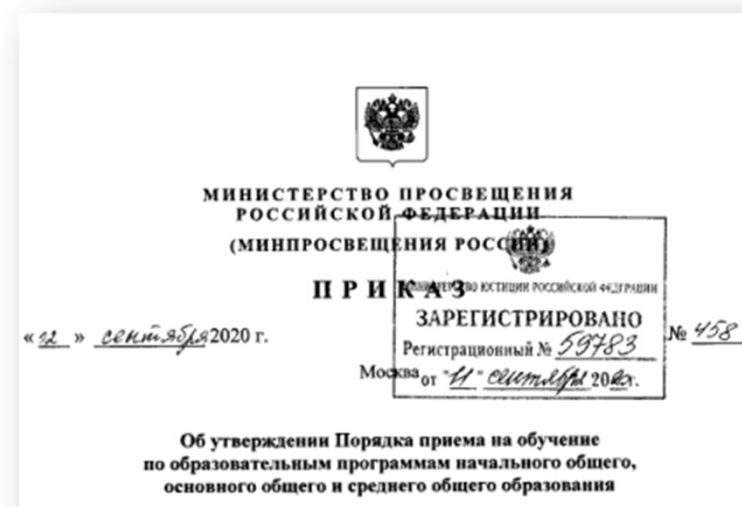 МИНИСТЕРСТВО ПРОСВЕЩЕНИЯ
РОССИЙСКОЙ ФЕДЕРАЦИИ
(МИНПРОСВЕЩЕНИЯ РОССИИ)
ПРИКАЗ
МИНИСТЕРСТВО ЮСТИЦИИ РОССИЙСКОЙ ФЕДЕРАЦИИ
ЗАРЕГИСТРИРОВАНО
Регистрационный № 59783
от "11" сентября 2020г.
« » сентября 2020 г.
№ 458
Москва
Об утверждении Порядка приема на обучение
по образовательным программам начального общего,
основного общего и среднего общего образования